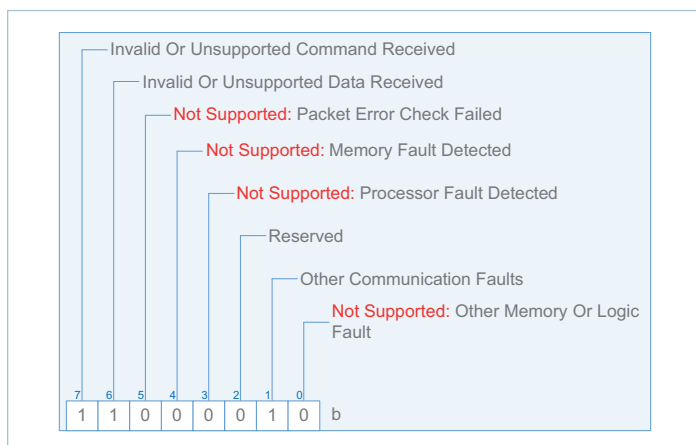 Invalid Or Unsupported Command Received
Invalid Or Unsupported Data Received
Not Supported: Packet Error Check Failed
Not Supported: Memory Fault Detected
Not Supported: Processor Fault Detected
Reserved
Other Communication Faults
Not Supported: Other Memory Or Logic
Fault
7 6 5 4 3 2 1 0
1 1 0 0 0 0 1 0 b